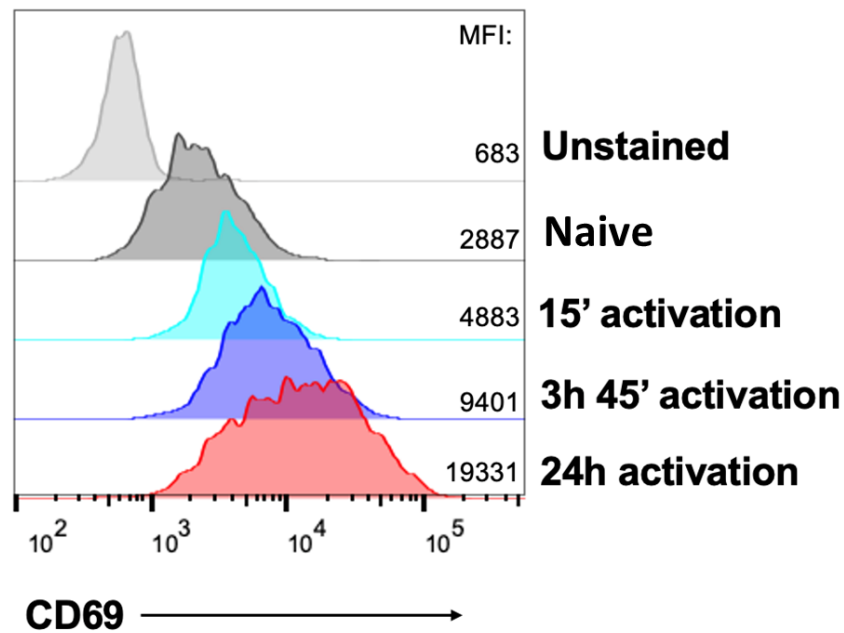 MFI:
683 Unstained
2887 Naive
4883 15’ activation
9401 3h 45’ activation
19331 24h activation
10² 10³ 10⁴ 10⁵
CD69